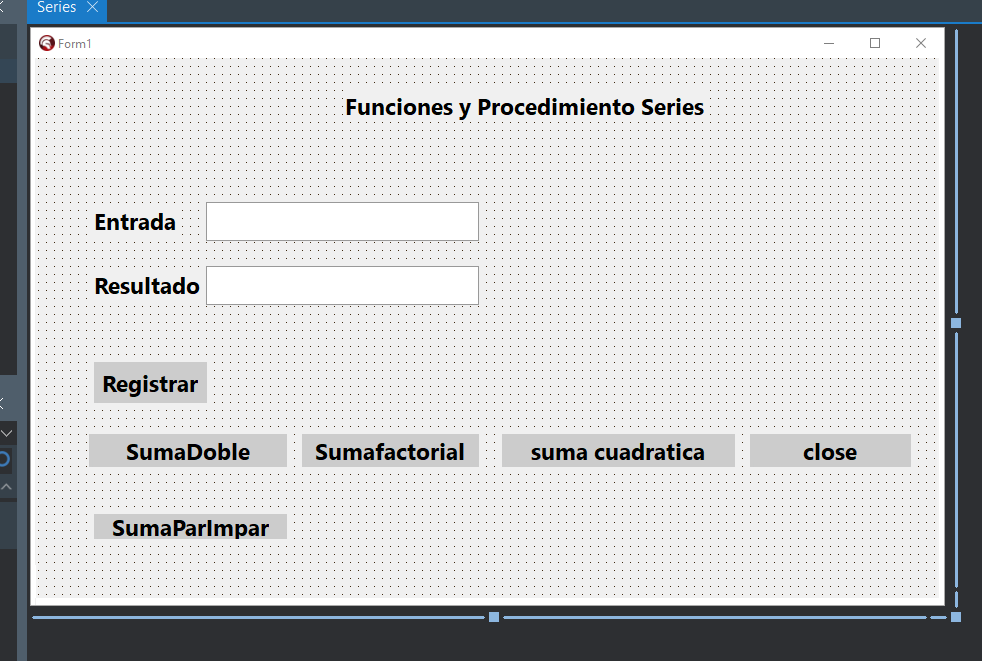 Series
Form1
Funciones y Procedimiento Series
Entrada
Resultado
Registrar
SumaDoble
Sumafactorial
suma cuadratica
close
SumaParImpar